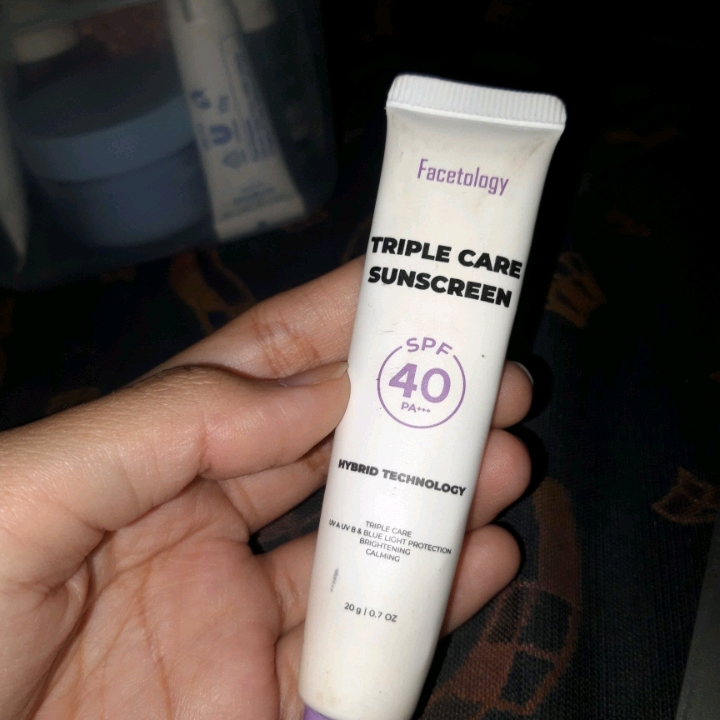 Facetology
TRIPLE CARE
SUNSCREEN
SPF
40
PA+++
HYBRID TECHNOLOGY
TRIPLE CARE
UV A UV B & BLUE LIGHT PROTECTION
BRIGHTENING
CALMING
20 g | 0.7 OZ